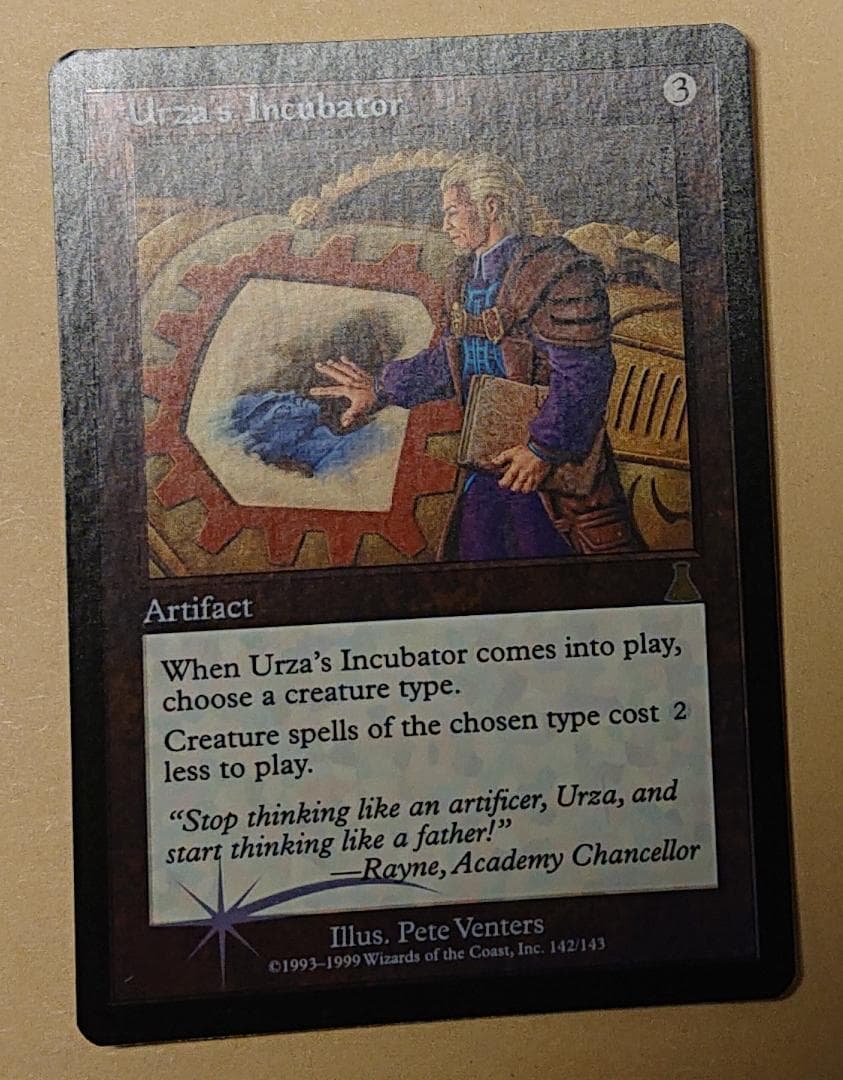 Urza's Incubator 3
Artifact
When Urza's Incubator comes into play,
choose a creature type.
Creature spells of the chosen type cost 2
less to play.
“Stop thinking like an artificer, Urza, and
start thinking like a father!”
—Rayne, Academy Chancellor
Illus. Pete Venters
©1993–1999 Wizards of the Coast, Inc. 142/143